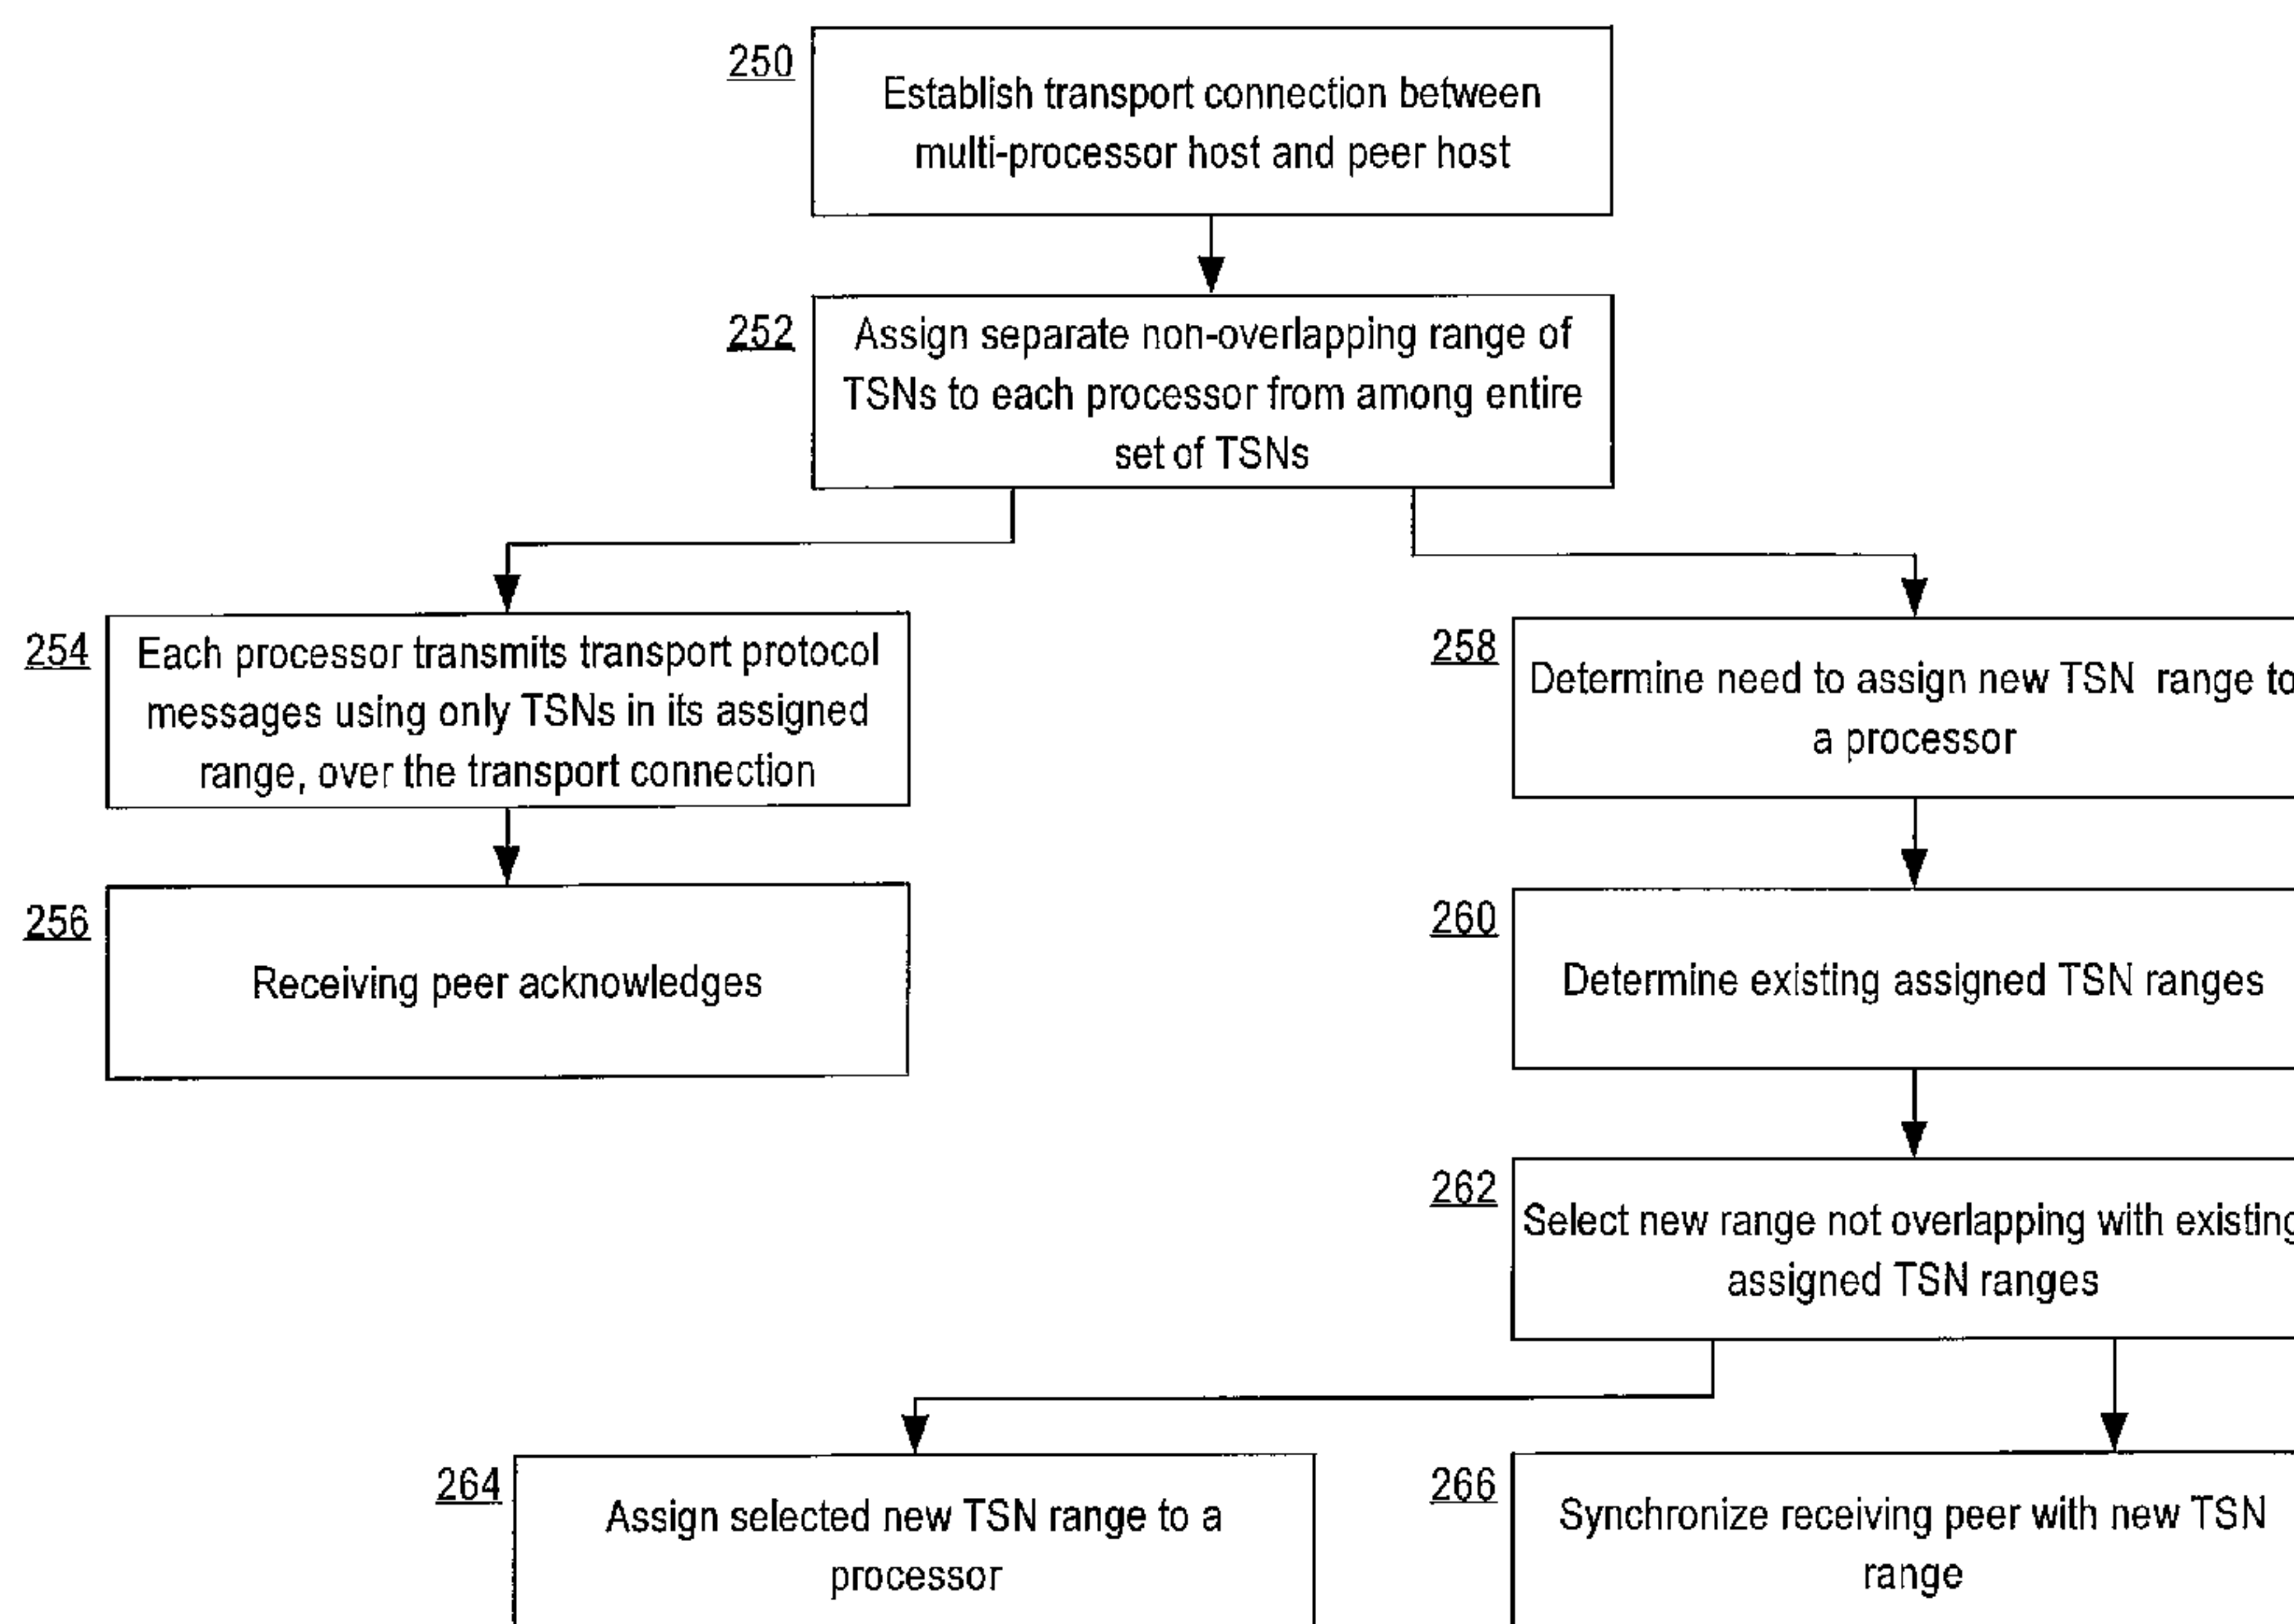 250
Establish transport connection between
multi-processor host and peer host
252
Assign separate non-overlapping range of
TSNs to each processor from among entire
set of TSNs
254
Each processor transmits transport protocol
messages using only TSNs in its assigned
range, over the transport connection
256
Receiving peer acknowledges
258
Determine need to assign new TSN range to
a processor
260
Determine existing assigned TSN ranges
262
Select new range not overlapping with existing
assigned TSN ranges
264
Assign selected new TSN range to a
processor
266
Synchronize receiving peer with new TSN
range